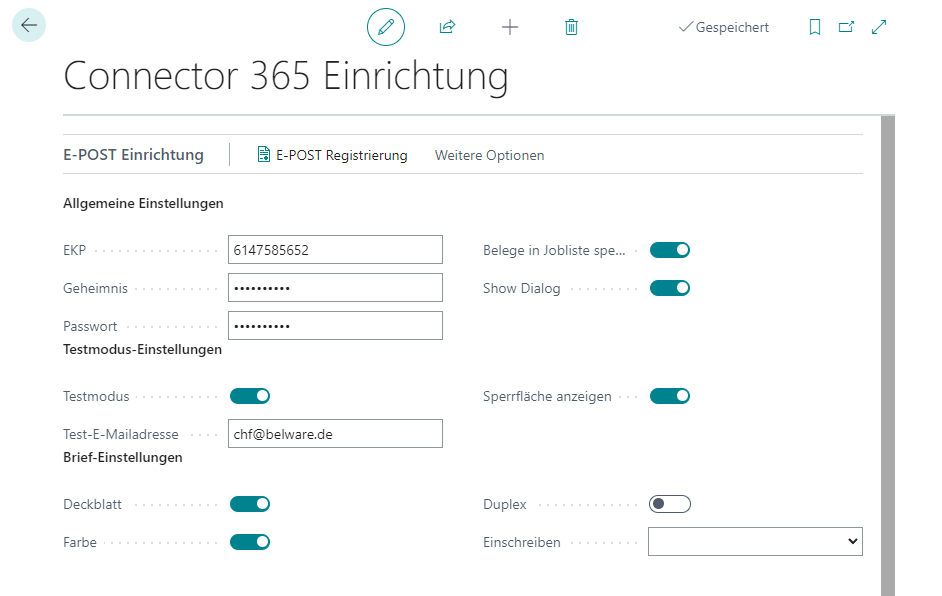 Gespeichert
Connector 365 Einrichtung
E-POST Einrichtung
E-POST Registrierung
Weitere Optionen
Allgemeine Einstellungen
EKP
6147585652
Belege in Jobliste spe...
Geheimnis
••••••••••
Show Dialog
Passwort
••••••••••
Testmodus-Einstellungen
Testmodus
Sperrfläche anzeigen
Test-E-Mailadresse
chf@belware.de
Brief-Einstellungen
Deckblatt
Duplex
Farbe
Einschreiben